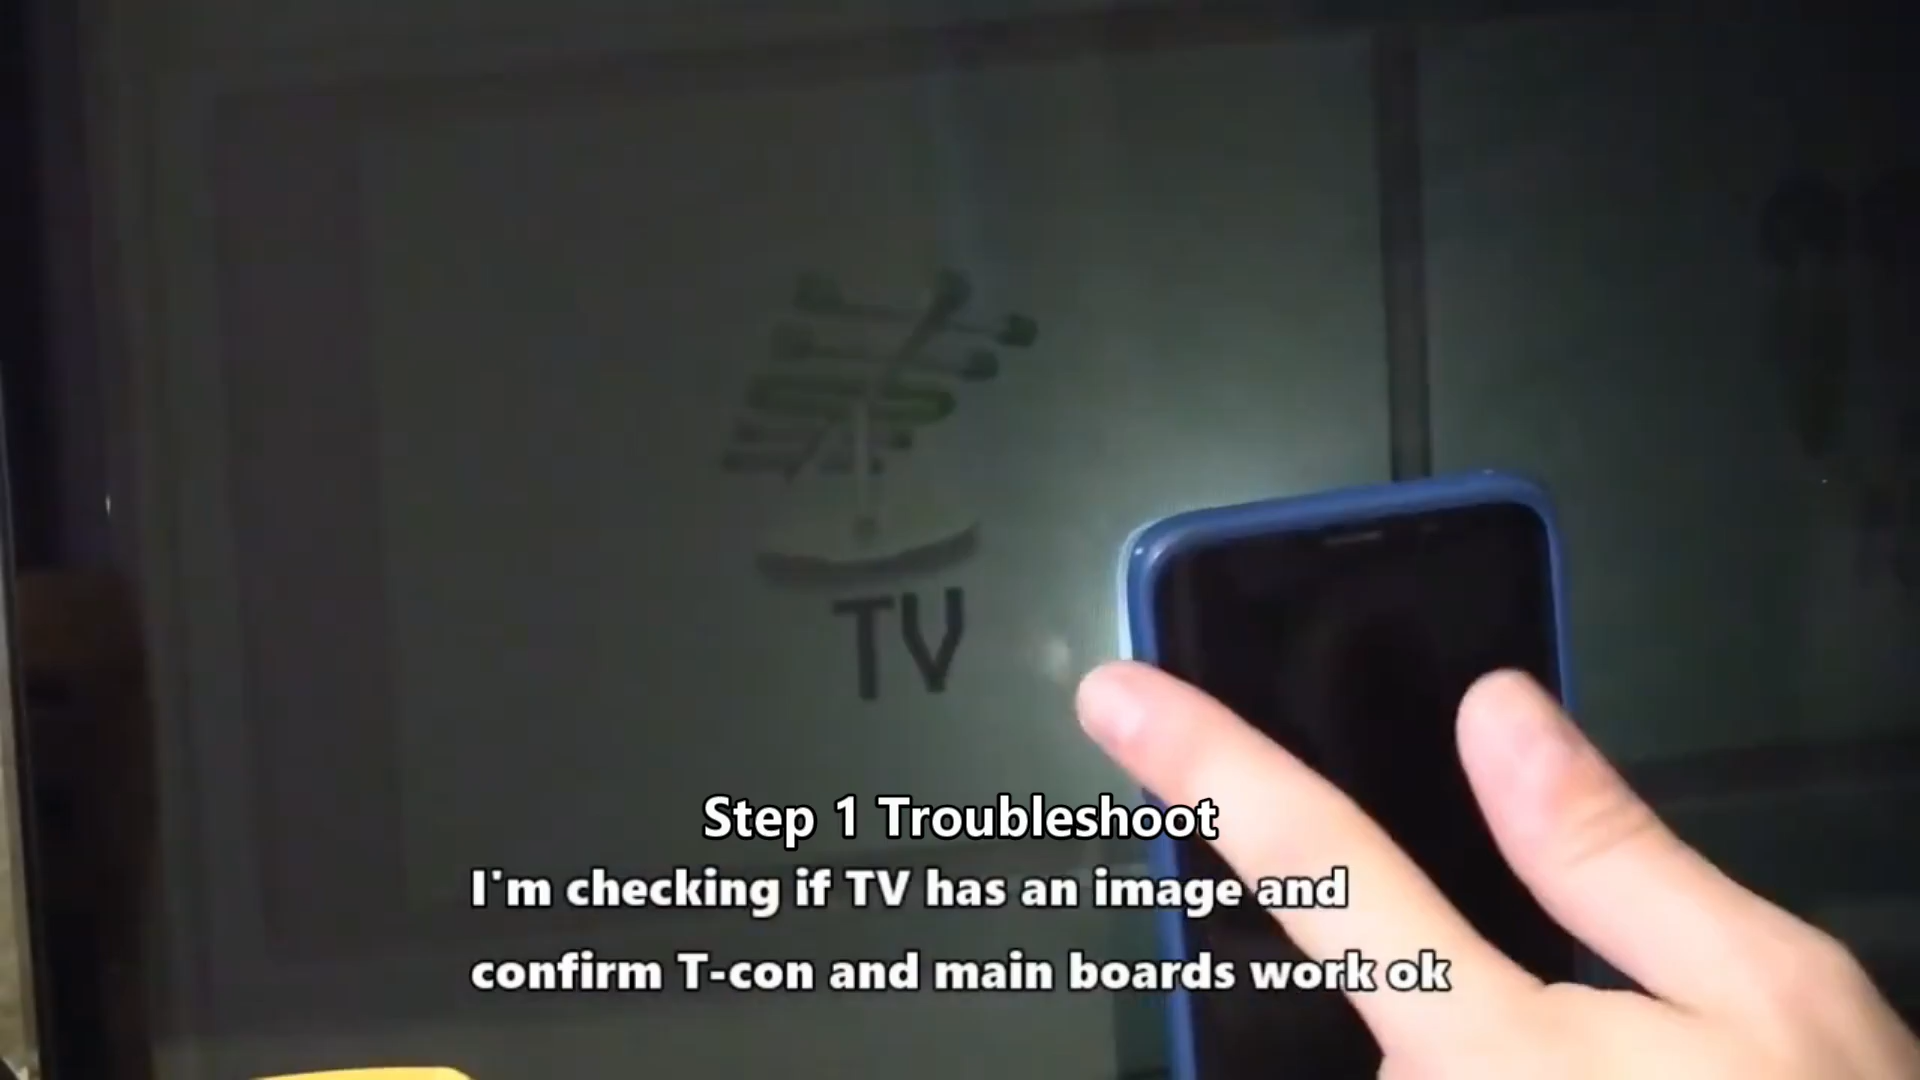 TV
Step 1 Troubleshoot
I'm checking if TV has an image and
confirm T-con and main boards work ok